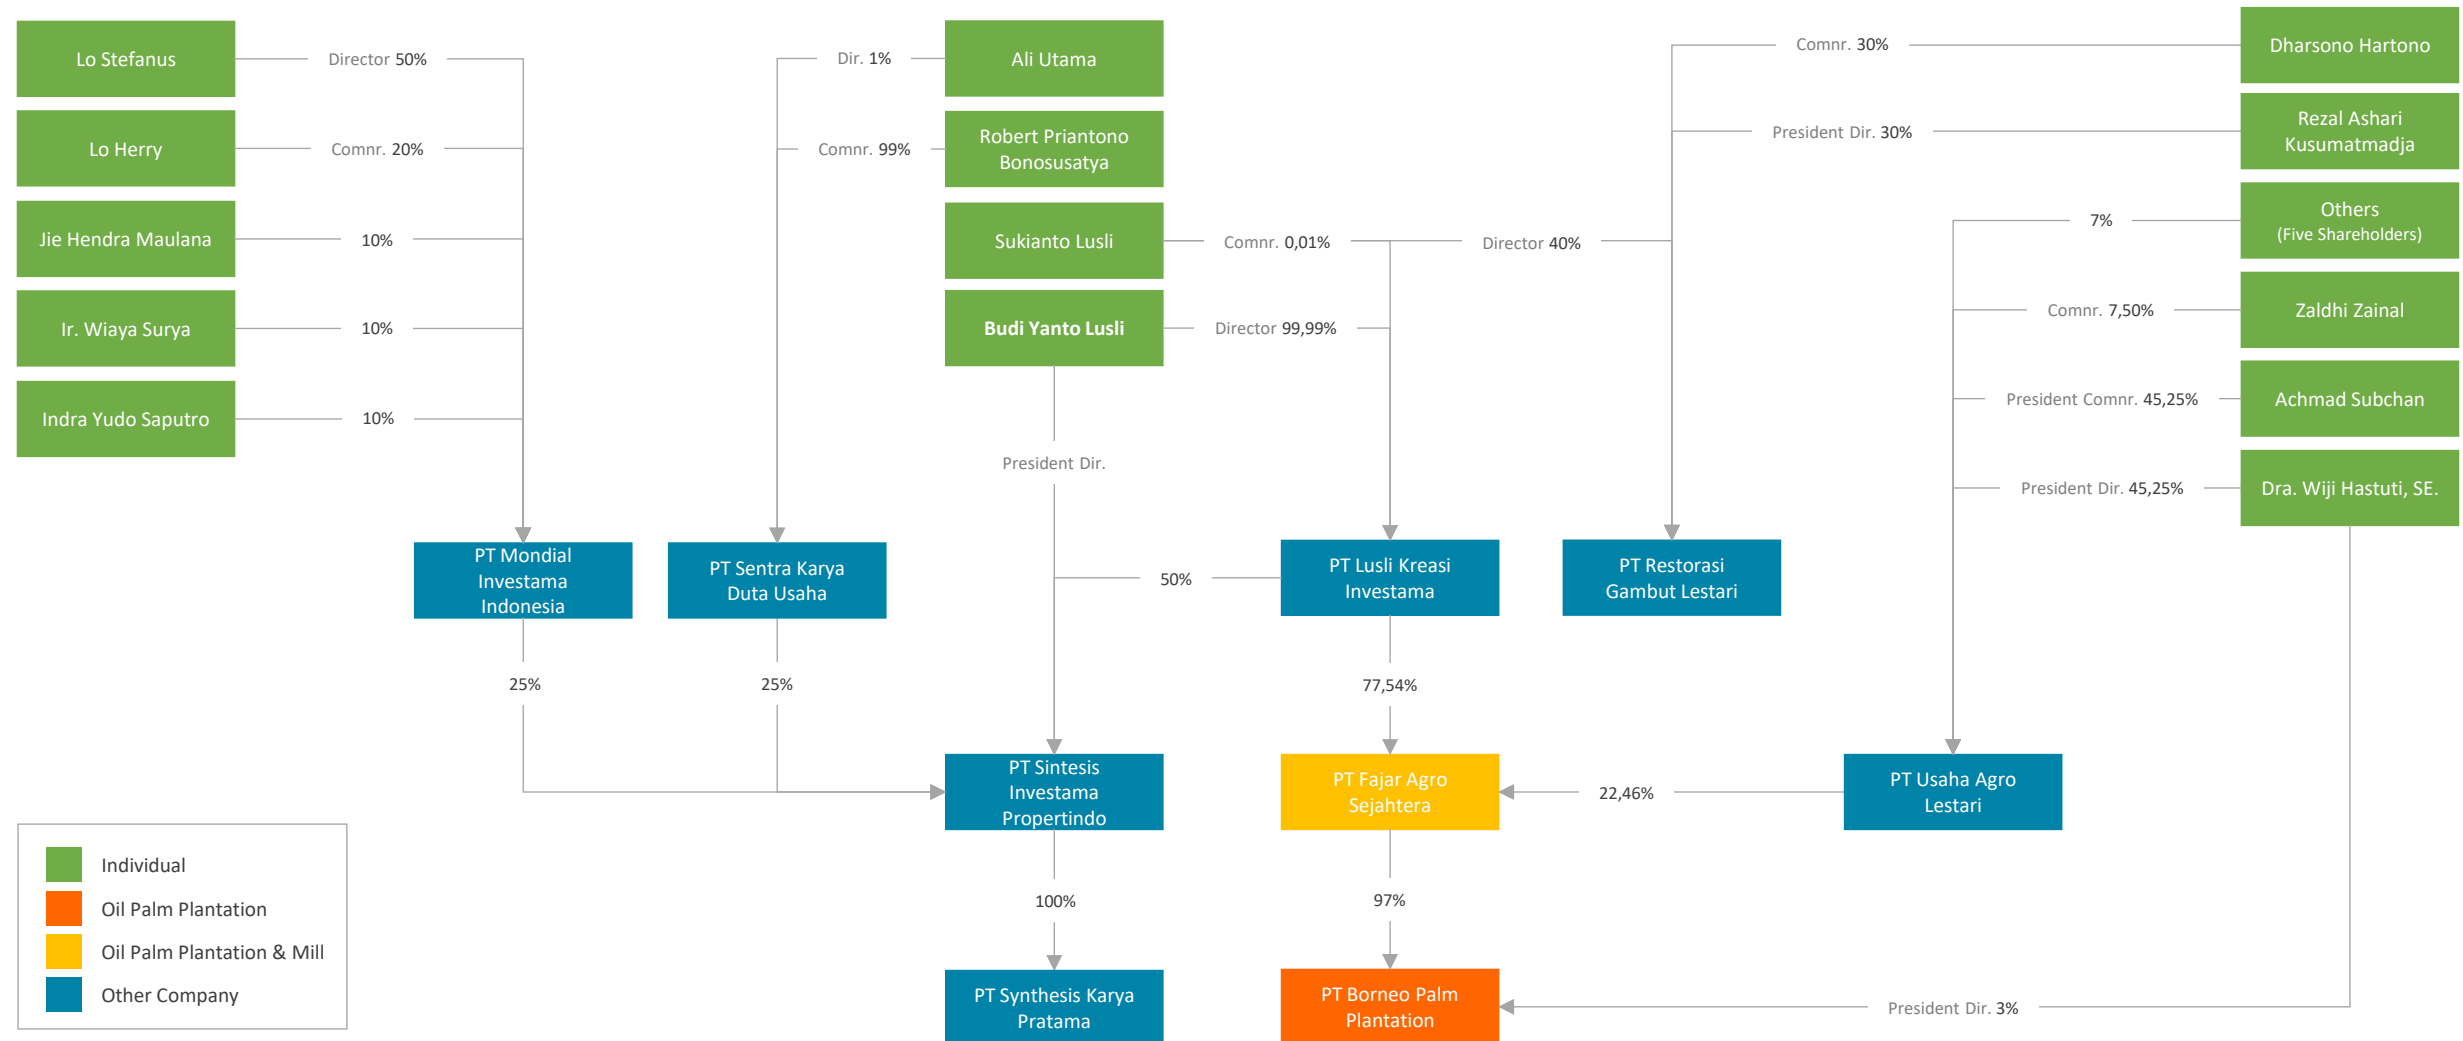 Lo Stefanus
Director 50%
Dir. 1%
Ali Utama
Comnr. 30%
Dharsono Hartono
Lo Herry
Comnr. 20%
Comnr. 99%
Robert Priantono
Bonosusatya
President Dir. 30%
Rezal Ashari
Kusumatmadja
Jie Hendra Maulana
10%
Sukianto Lusli
Comnr. 0,01%
Director 40%
7%
Others
(Five Shareholders)
Ir. Wiaya Surya
10%
Budi Yanto Lusli
Director 99,99%
Comnr. 7,50%
Zaldhi Zainal
Indra Yudo Saputro
10%
President Comnr. 45,25%
Achmad Subchan
President Dir.
President Dir. 45,25%
Dra. Wiji Hastuti, SE.
PT Mondial
Investama
Indonesia
PT Sentra Karya
Duta Usaha
50%
PT Lusli Kreasi
Investama
PT Restorasi
Gambut Lestari
25%
25%
77,54%
PT Sintesis
Investama
Propertindo
PT Fajar Agro
Sejahtera
22,46%
PT Usaha Agro
Lestari
Individual
Oil Palm Plantation
Oil Palm Plantation & Mill
Other Company
100%
97%
PT Synthesis Karya
Pratama
PT Borneo Palm
Plantation
President Dir. 3%